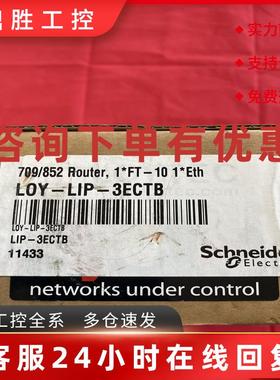 鼎胜工控
实力
支持
免费
咨询下单有优惠
709/852 Router, 1*FT-10 1*Eth
LOY-LIP-3ECTB
LOY-LIP-3ECTB
LIP-3ECTB
11433
Schneider
Electric
networks under control
工控全系 多仓速发
客服24小时在线回复